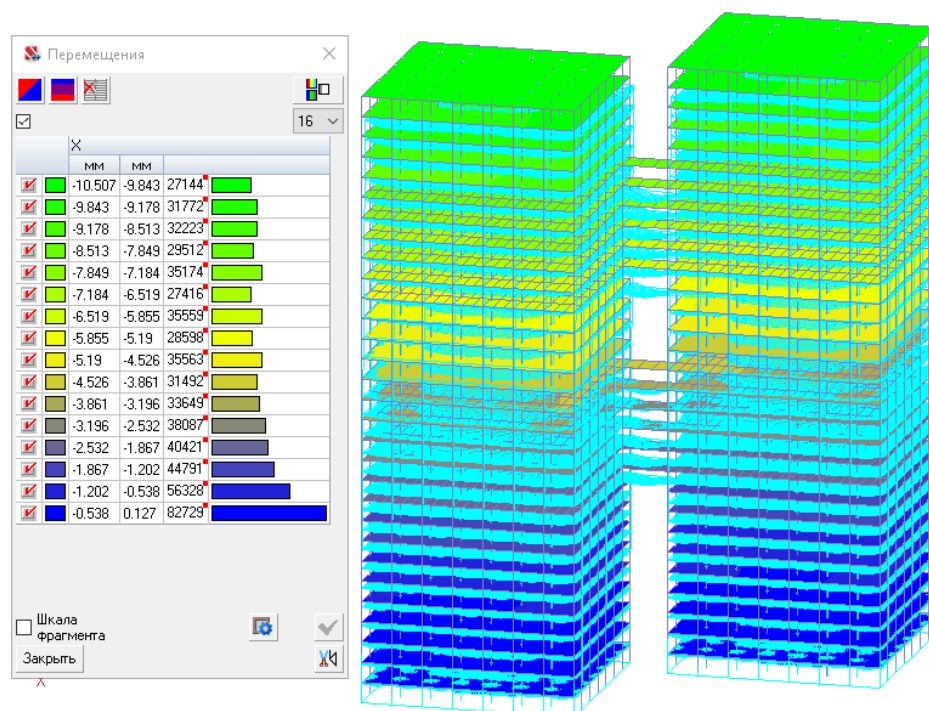 Перемещения
16
X
мм мм
-10.507 -9.843 27144
-9.843 -9.178 31772
-9.178 -8.513 32223
-8.513 -7.849 29512
-7.849 -7.184 35174
-7.184 -6.519 27416
-6.519 -5.855 35559
-5.855 -5.19 28598
-5.19 -4.526 35563
-4.526 -3.861 31492
-3.861 -3.196 33649
-3.196 -2.532 38087
-2.532 -1.867 40421
-1.867 -1.202 44791
-1.202 -0.538 56328
-0.538 0.127 82729
Шкала
фрагмента
Закрыть
X